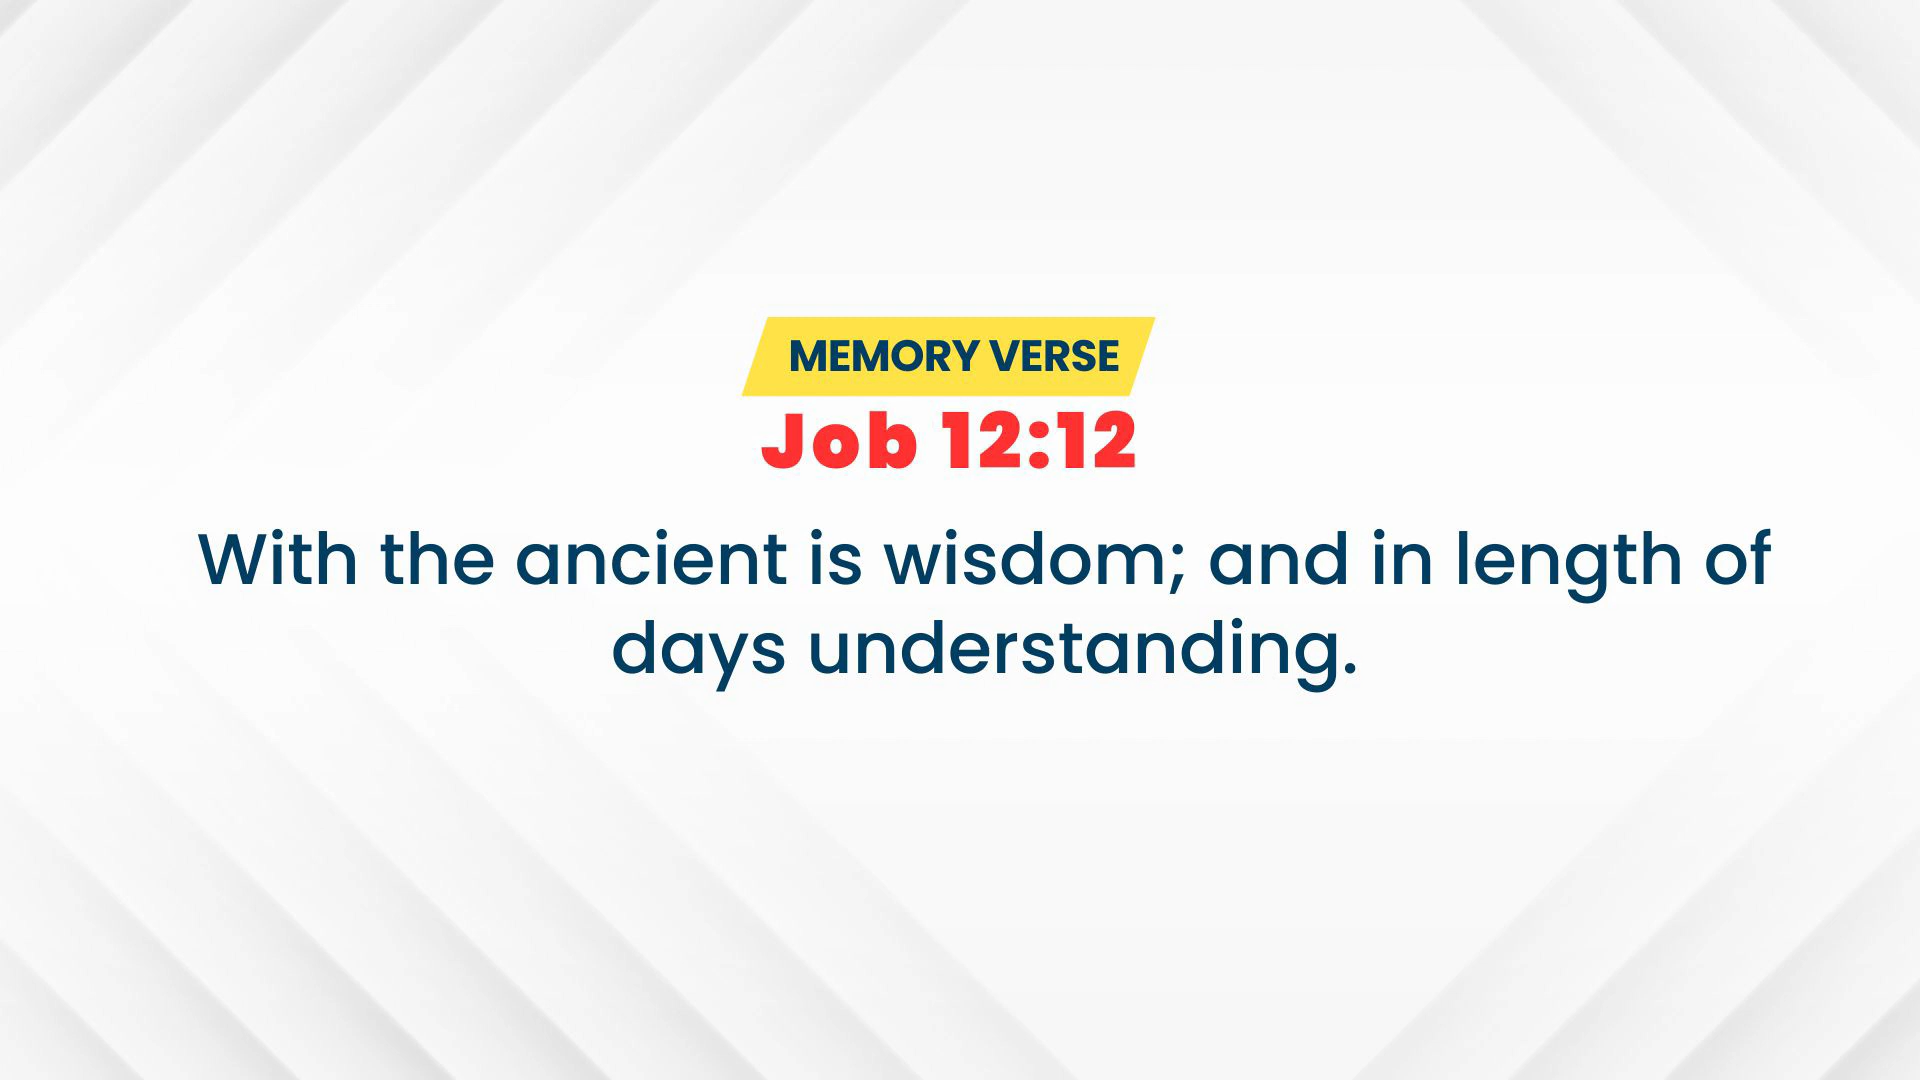 MEMORY VERSE
Job 12:12
With the ancient is wisdom; and in length of
days understanding.